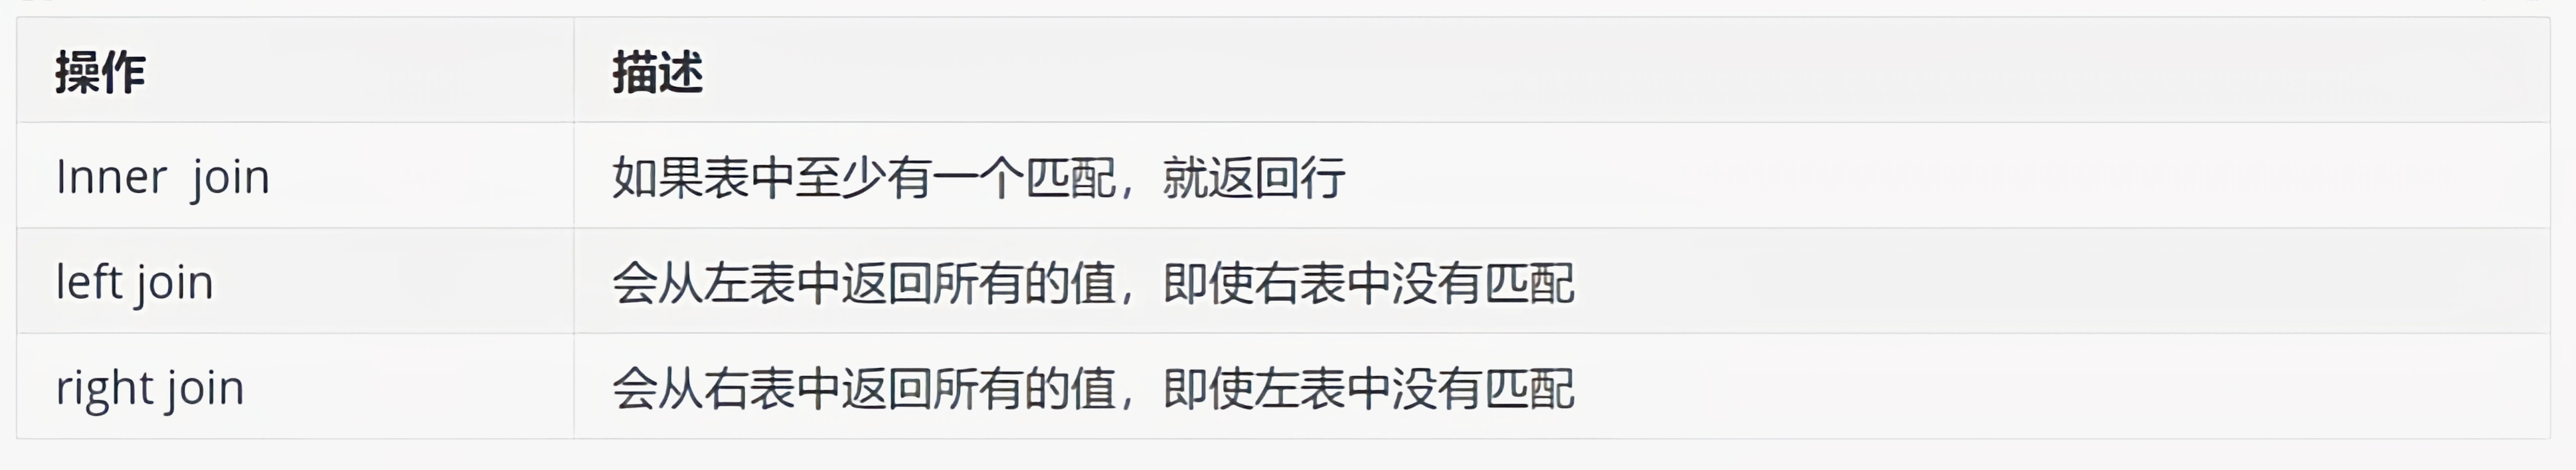 操作 描述
Inner  join 如果表中至少有一个匹配，就返回行
left join 会从左表中返回所有的值，即使右表中没有匹配
right join 会从右表中返回所有的值，即使左表中没有匹配